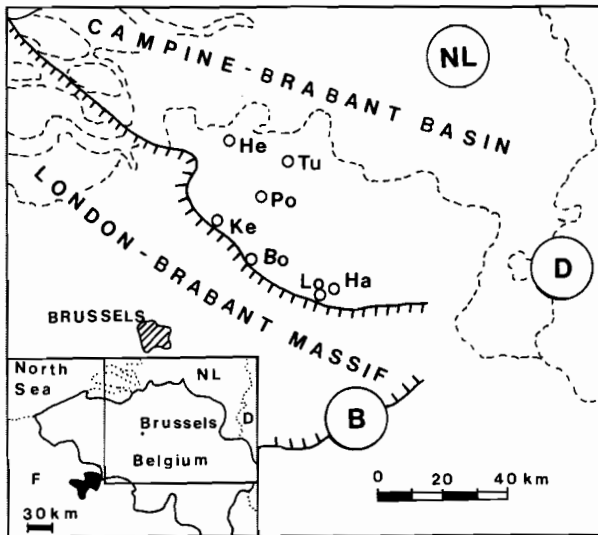 CAMPINE-BRABANT BASIN
NL
He
Tu
Po
Ke
Bo
Lo
Ha
D
LONDON-BRABANT MASSIF
BRUSSELS
B
0 20 40 km
North
Sea
NL
D
Brussels
Belgium
F
30 km